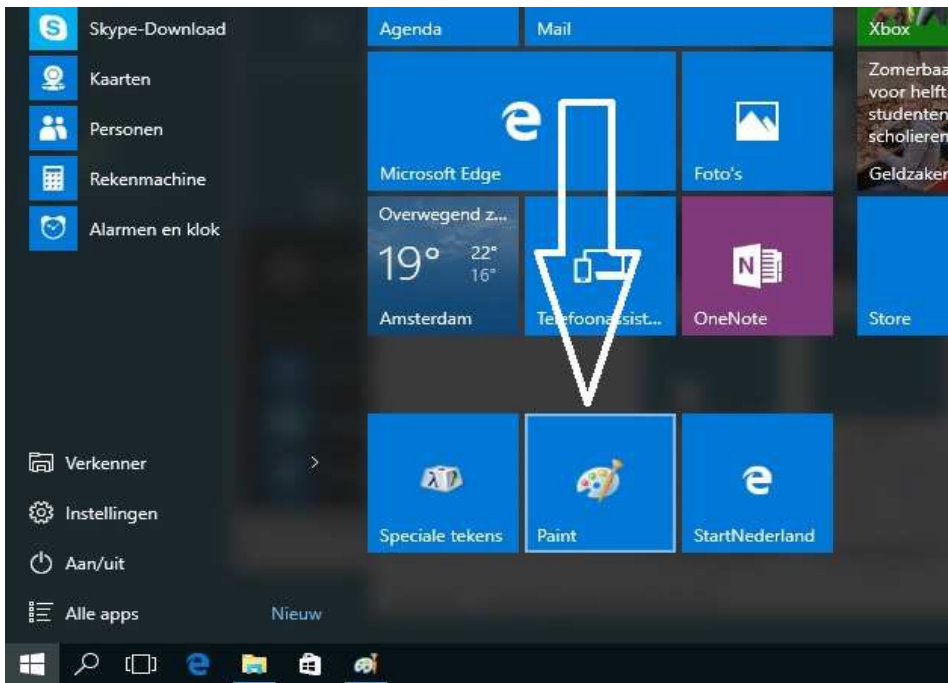 Skype-Download
Kaarten
Personen
Rekenmachine
Alarmen en klok
Verkenner
Instellingen
Aan/uit
Alle apps
Nieuw
Agenda
Mail
Microsoft Edge
Foto's
Overwegend z...
19°
22°
16°
Amsterdam
Telefoonassist...
N
OneNote
Speciale tekens
Paint
StartNederland
Xbox
Zomerbaa
voor helft
studenten
scholieren
Geldzaken
Store